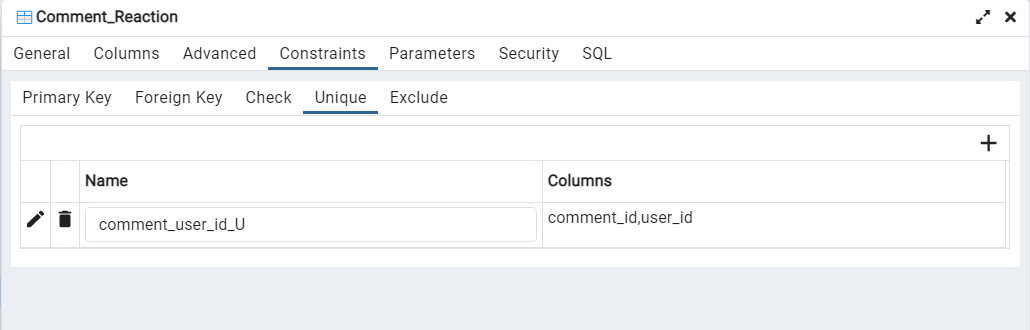 Comment_Reaction
General Columns Advanced Constraints Parameters Security SQL
Primary Key Foreign Key Check Unique Exclude
Name Columns
comment_user_id_U comment_id,user_id